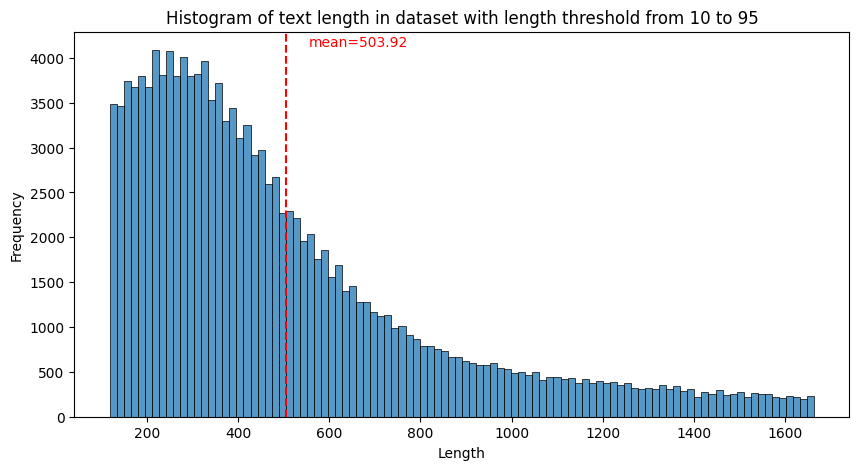 Histogram of text length in dataset with length threshold from 10 to 95
mean=503.92
4000
3500
3000
2500
2000
1500
1000
500
0
Frequency
200 400 600 800 1000 1200 1400 1600
Length